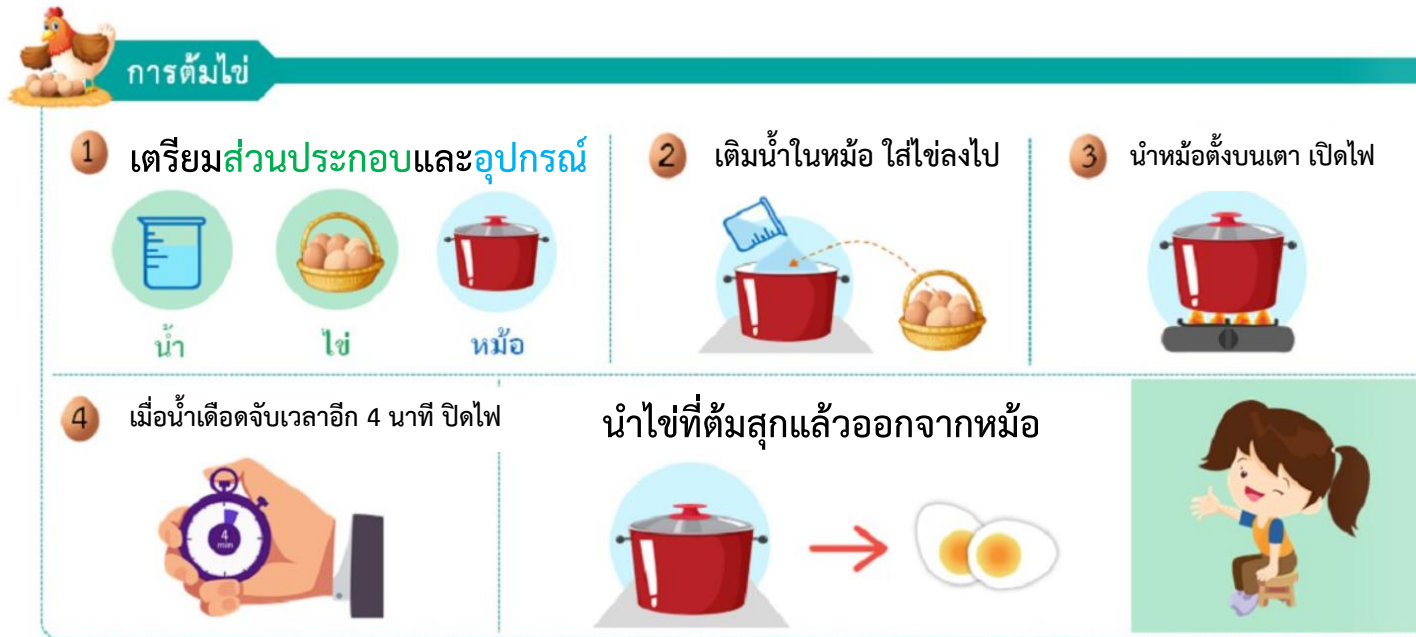 การต้มไข่
1 เตรียมส่วนประกอบและอุปกรณ์
น้ำ
ไข่
หม้อ
2 เติมน้ำในหม้อ ใส่ไข่ลงไป
3 นำหม้อตั้งบนเตา เปิดไฟ
4 เมื่อน้ำเดือดจับเวลาอีก 4 นาที ปิดไฟ
4
min
นำไข่ที่ต้มสุกแล้วออกจากหม้อ